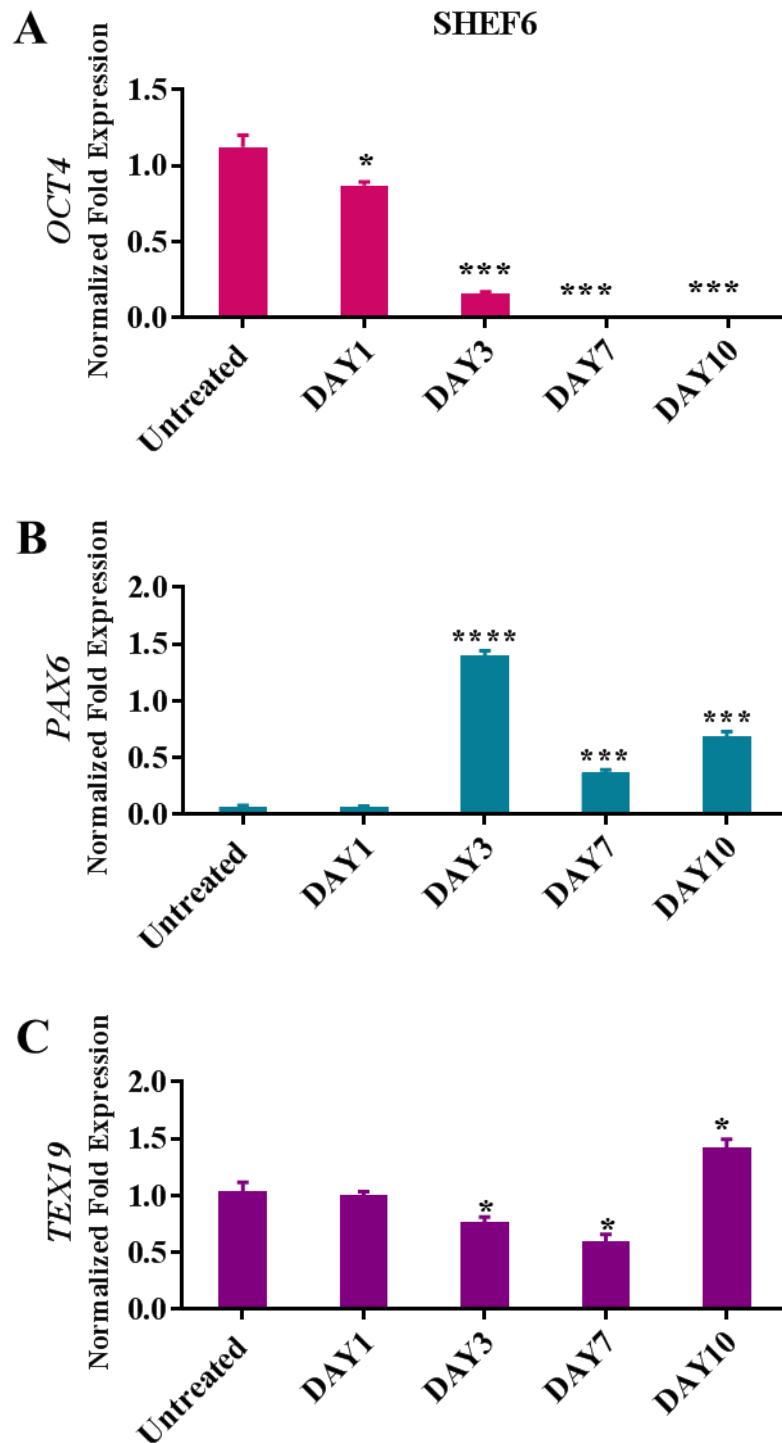 A
SHEF6
OCT4
Normalized Fold Expression
1.5
1.0
0.5
0.0
*
***
***
***
Untreated
DAY1
DAY3
DAY7
DAY10
B
PAX6
Normalized Fold Expression
2.0
1.5
1.0
0.5
0.0
****
***
***
Untreated
DAY1
DAY3
DAY7
DAY10
C
TEX19
Normalized Fold Expression
2.0
1.5
1.0
0.5
0.0
*
*
*
Untreated
DAY1
DAY3
DAY7
DAY10